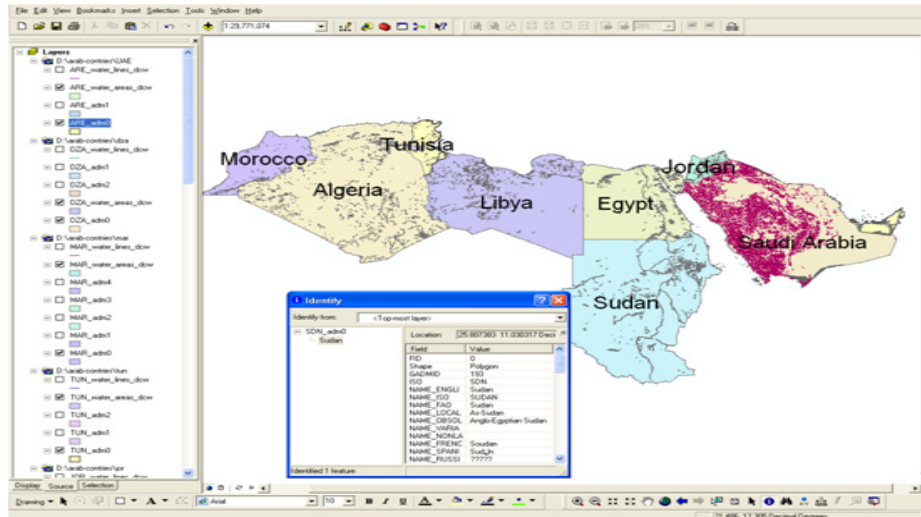 File Edit View Bookmarks Insert Selection Tools Window Help
1:29,771,074
Layers
D:\arab-contries\UAE
ARE_water_lines_dcw
ARE_water_areas_dcw
ARE_adm1
ARE_adm0
D:\arab-contries\dza
DZA_water_lines_dcw
DZA_adm1
DZA_adm2
DZA_water_areas_dcw
DZA_adm0
D:\arab-contries\mar
MAR_water_lines_dcw
MAR_water_areas_dcw
MAR_adm4
MAR_adm3
MAR_adm2
MAR_adm1
MAR_adm0
D:\arab-contries\tun
TUN_water_lines_dcw
TUN_water_areas_dcw
TUN_adm2
TUN_adm1
TUN_adm0
D:\arab-contries\jor
JOR_water_lines_dcw
Display Source Selection
Morocco
Tunisia
Algeria
Libya
Egypt
Jordan
Saudi Arabia
Sudan
Identify
Identify from: <Top-most layer>
SDN_adm0
Sudan
Location: (25.807383 11.030317 Deci
Field Value
FID 0
Shape Polygon
GADMID 193
ISO SDN
NAME_ENGLI Sudan
NAME_ISO SUDAN
NAME_FAO Sudan
NAME_LOCAL As-Sudan
NAME_OBSOL Anglo-Egyptian Sudan
NAME_VARIA
NAME_NONLA
NAME_FRENC Soudan
NAME_SPANI
NAME_RUSSI ?????
Identified 1 feature
Drawing Arial 10 B I U A
Decimal Degrees